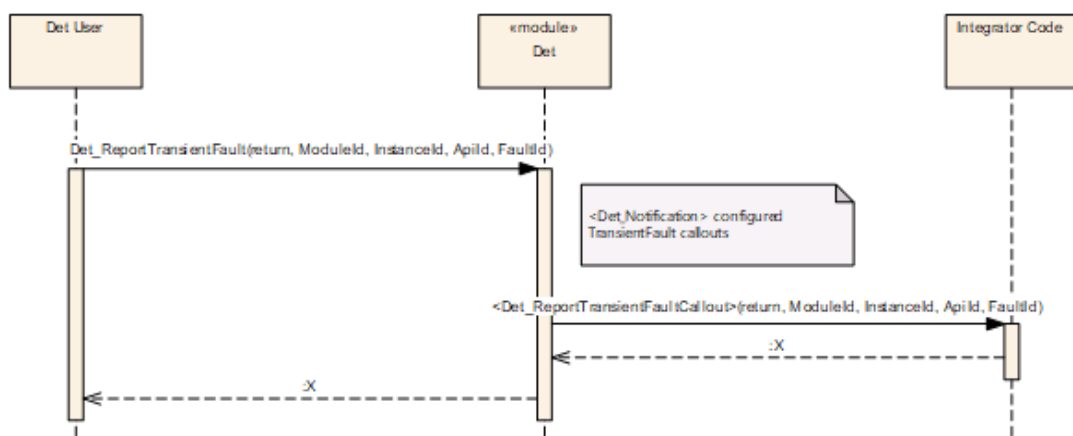 Det User
«module»
Det
Integrator Code
Det_ReportTransientFault(return, ModuleId, InstanceId, ApiId, FaultId)
<Det_Notification> configured
TransientFault callouts
<Det_ReportTransientFaultCallout>(return, ModuleId, InstanceId, ApiId, FaultId)
:X
:X